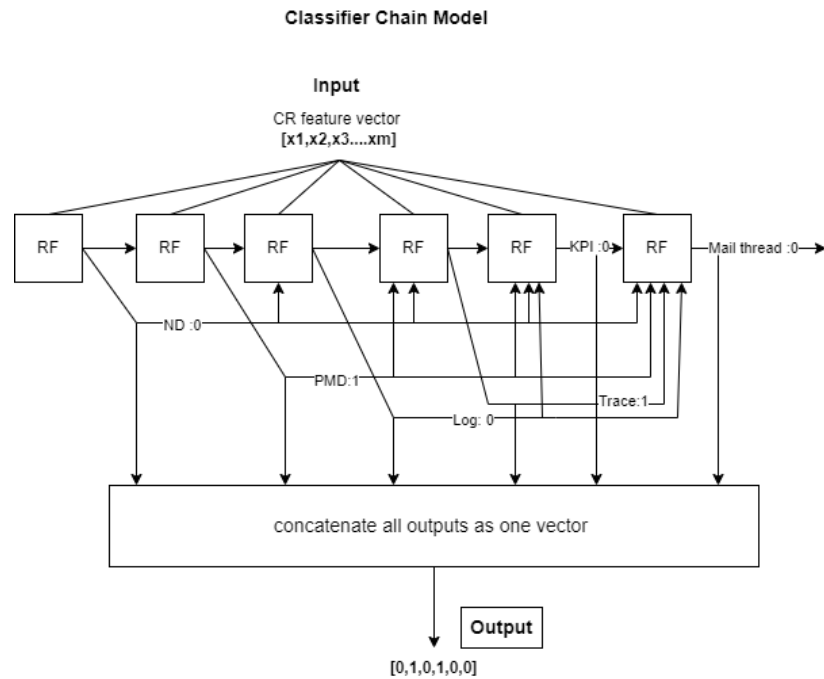 Classifier Chain Model
Input
CR feature vector
[x1,x2,x3....xm]
RF
RF
RF
RF
RF
KPI :0
RF
Mail thread :0
ND :0
PMD:1
Trace:1
Log: 0
concatenate all outputs as one vector
Output
[0,1,0,1,0,0]